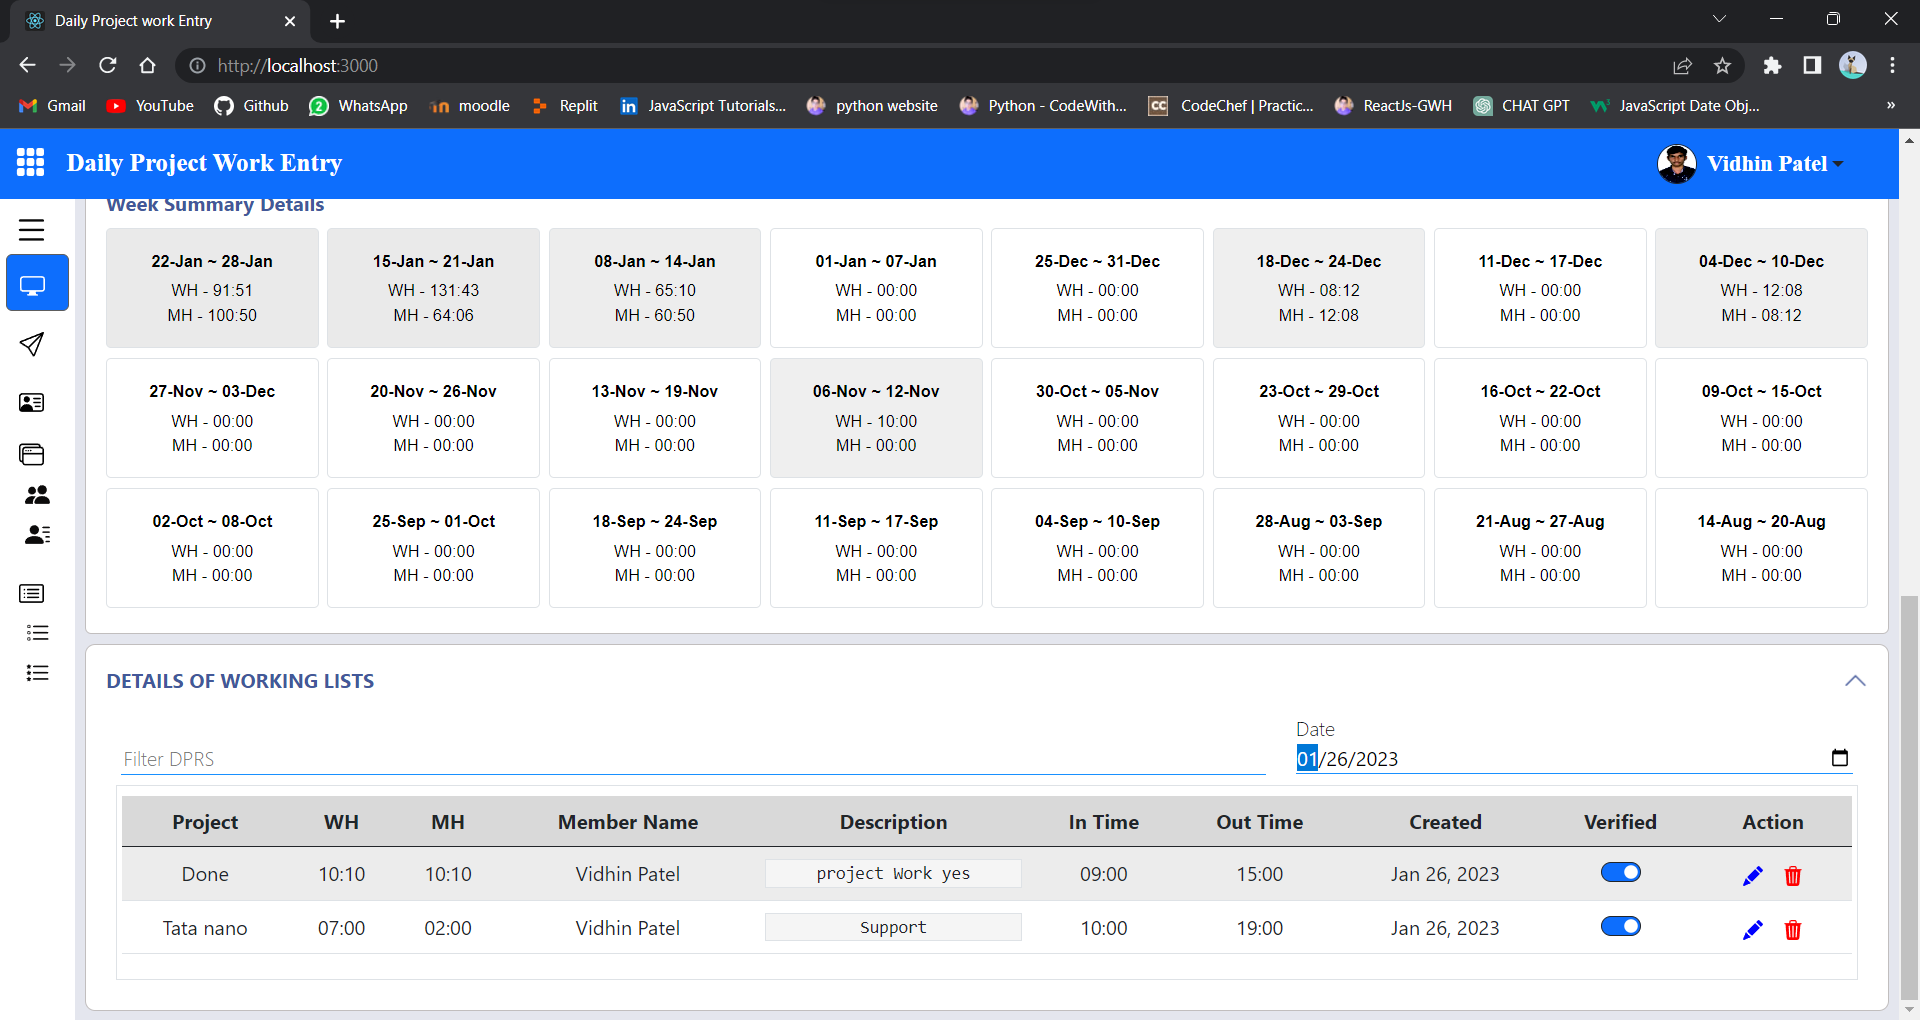 Daily Project work Entry
http://localhost:3000
Gmail YouTube Github 2 WhatsApp moodle Replit in JavaScript Tutorials... python website Python - CodeWith... CC CodeChef | Practic... ReactJs-GWH CHAT GPT JavaScript Date Obj... »
Daily Project Work Entry Vidhin Patel
Week Summary Details
22-Jan ~ 28-Jan 15-Jan ~ 21-Jan 08-Jan ~ 14-Jan 01-Jan ~ 07-Jan 25-Dec ~ 31-Dec 18-Dec ~ 24-Dec 11-Dec ~ 17-Dec 04-Dec ~ 10-Dec
WH - 91:51 WH - 131:43 WH - 65:10 WH - 00:00 WH - 00:00 WH - 08:12 WH - 00:00 WH - 12:08
MH - 100:50 MH - 64:06 MH - 60:50 MH - 00:00 MH - 00:00 MH - 12:08 MH - 00:00 MH - 08:12
27-Nov ~ 03-Dec 20-Nov ~ 26-Nov 13-Nov ~ 19-Nov 06-Nov ~ 12-Nov 30-Oct ~ 05-Nov 23-Oct ~ 29-Oct 16-Oct ~ 22-Oct 09-Oct ~ 15-Oct
WH - 00:00 WH - 00:00 WH - 00:00 WH - 10:00 WH - 00:00 WH - 00:00 WH - 00:00 WH - 00:00
MH - 00:00 MH - 00:00 MH - 00:00 MH - 00:00 MH - 00:00 MH - 00:00 MH - 00:00 MH - 00:00
02-Oct ~ 08-Oct 25-Sep ~ 01-Oct 18-Sep ~ 24-Sep 11-Sep ~ 17-Sep 04-Sep ~ 10-Sep 28-Aug ~ 03-Sep 21-Aug ~ 27-Aug 14-Aug ~ 20-Aug
WH - 00:00 WH - 00:00 WH - 00:00 WH - 00:00 WH - 00:00 WH - 00:00 WH - 00:00 WH - 00:00
MH - 00:00 MH - 00:00 MH - 00:00 MH - 00:00 MH - 00:00 MH - 00:00 MH - 00:00 MH - 00:00
DETAILS OF WORKING LISTS
Date
Filter DPRS 01/26/2023
Project WH MH Member Name Description In Time Out Time Created Verified Action
Done 10:10 10:10 Vidhin Patel project Work yes 09:00 15:00 Jan 26, 2023
Tata nano 07:00 02:00 Vidhin Patel Support 10:00 19:00 Jan 26, 2023